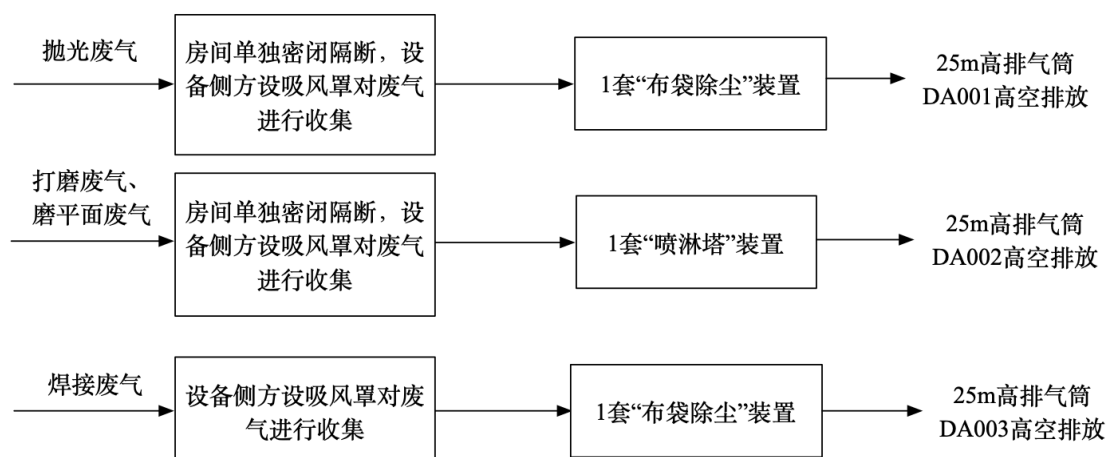 抛光废气
房间单独密闭隔断，设
备侧方设吸风罩对废气
进行收集
1套“布袋除尘”装置
25m高排气筒
DA001高空排放
打磨废气、
磨平面废气
房间单独密闭隔断，设
备侧方设吸风罩对废气
进行收集
1套“喷淋塔”装置
25m高排气筒
DA002高空排放
焊接废气
设备侧方设吸风罩对废
气进行收集
1套“布袋除尘”装置
25m高排气筒
DA003高空排放